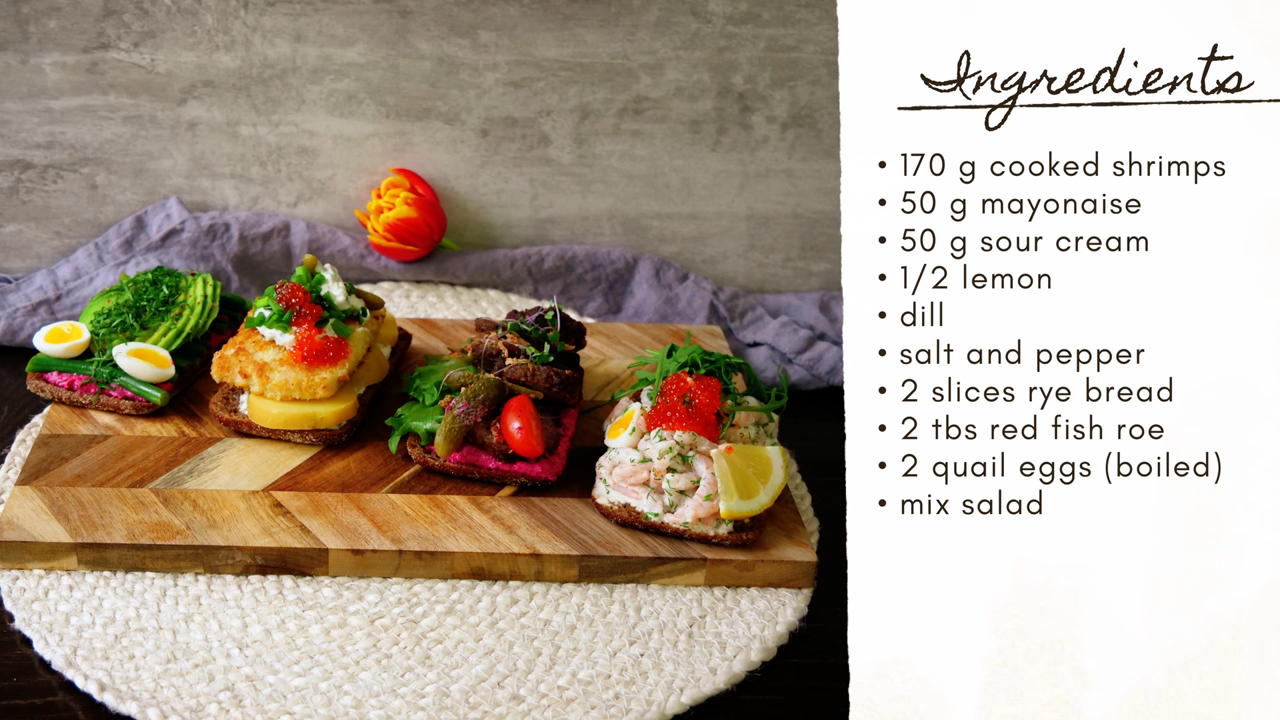 Ingredients
• 170 g cooked shrimps
• 50 g mayonaise
• 50 g sour cream
• 1/2 lemon
• dill
• salt and pepper
• 2 slices rye bread
• 2 tbs red fish roe
• 2 quail eggs (boiled)
• mix salad